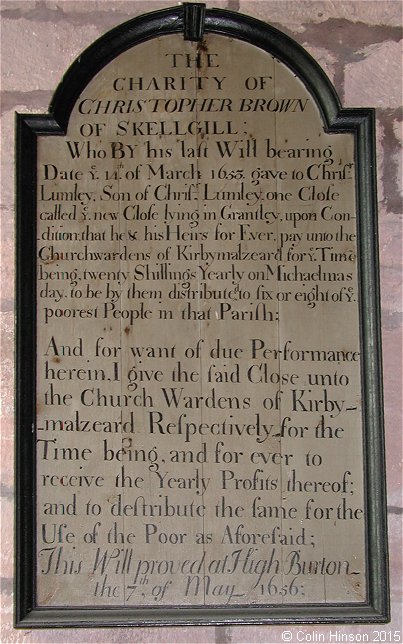 THE
CHARITY OF
CHRISTOPHER BROWN
OF SKELLGILL:
Who BY his laſt Will bearing
Date yͤ. 14th of March 1653. gave to Chriſr.
Lumley, Son of Chriſr. Lumley, one Cloſe
called yͤ. new Cloſe lying in Grantley, upon Con-
-dition, that he & his Heirs for Ever, pay unto the
Churchwardens of Kirbymalzeard for yͤ. Time
being, twenty Shillings Yearly on Michaelmas
day, to be by them distributed to six or eight of yͤ.
poorest People in that Pariſh;
And for want of due Performance
herein, I give the ſaid Close unto
the Church Wardens of Kirby-
-malzeard Reſpectively for the
Time being, and for ever to
receive the Yearly Profits thereof;
and to deſtribute the ſame for the
Uſe of the Poor as Aforeſaid;
This Will proved at High Burton
the 7th. of May 1656:
© Colin Hinson 2015